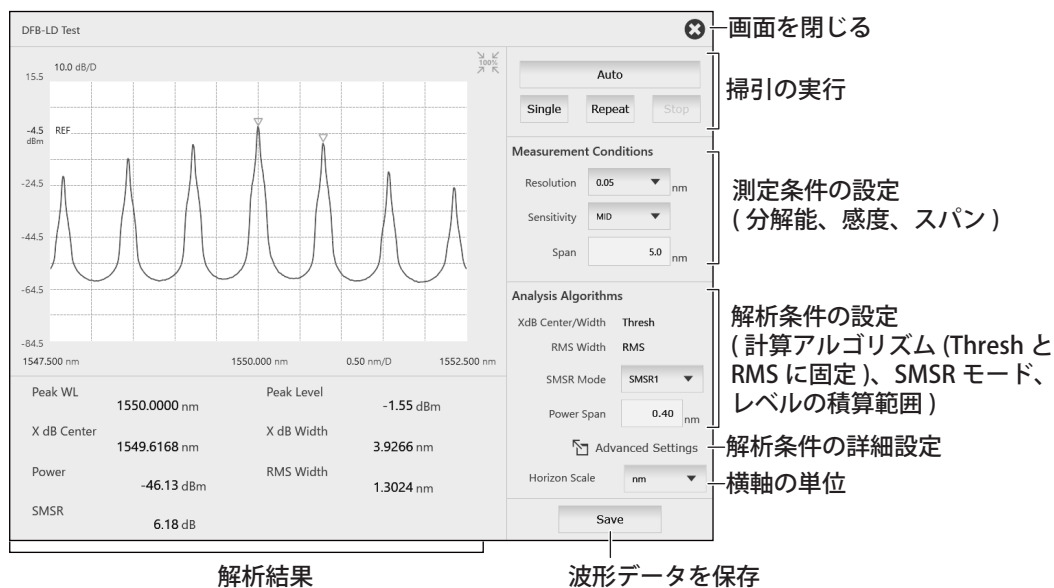 DFB-LD Test
画面を閉じる
10.0 dB/D
100%
15.5
-4.5
dBm
REF
-24.5
-44.5
-64.5
-84.5
1547.500 nm
1550.000 nm
0.50 nm/D
1552.500 nm
Auto
Single
Repeat
Stop
掃引の実行
Measurement Conditions
Resolution
0.05
nm
Sensitivity
MID
Span
5.0
nm
測定条件の設定
( 分解能、感度、スパン )
Analysis Algorithms
XdB Center/Width
Thresh
RMS Width
RMS
SMSR Mode
SMSR1
Power Span
0.40
nm
解析条件の設定
( 計算アルゴリズム (Thresh と
RMS に固定 )、SMSR モード、
レベルの積算範囲 )
Advanced Settings
解析条件の詳細設定
Horizon Scale
nm
横軸の単位
Save
Peak WL
1550.0000 nm
Peak Level
-1.55 dBm
X dB Center
1549.6168 nm
X dB Width
3.9266 nm
Power
-46.13 dBm
RMS Width
1.3024 nm
SMSR
6.18 dB
解析結果
波形データを保存